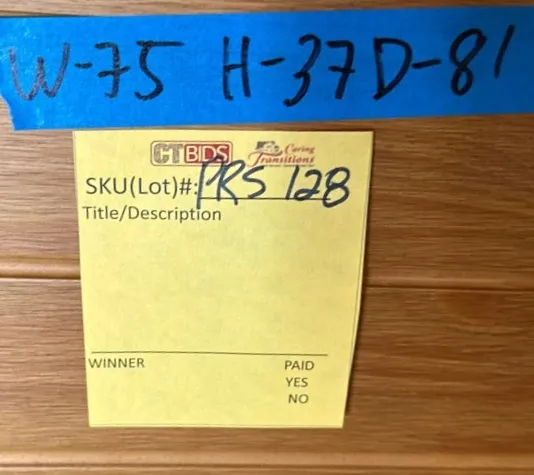 W-75 H-37 D-81
CTBIDS Caring Transitions
SKU(Lot)#: PRS 128
Title/Description
WINNER PAID
YES
NO